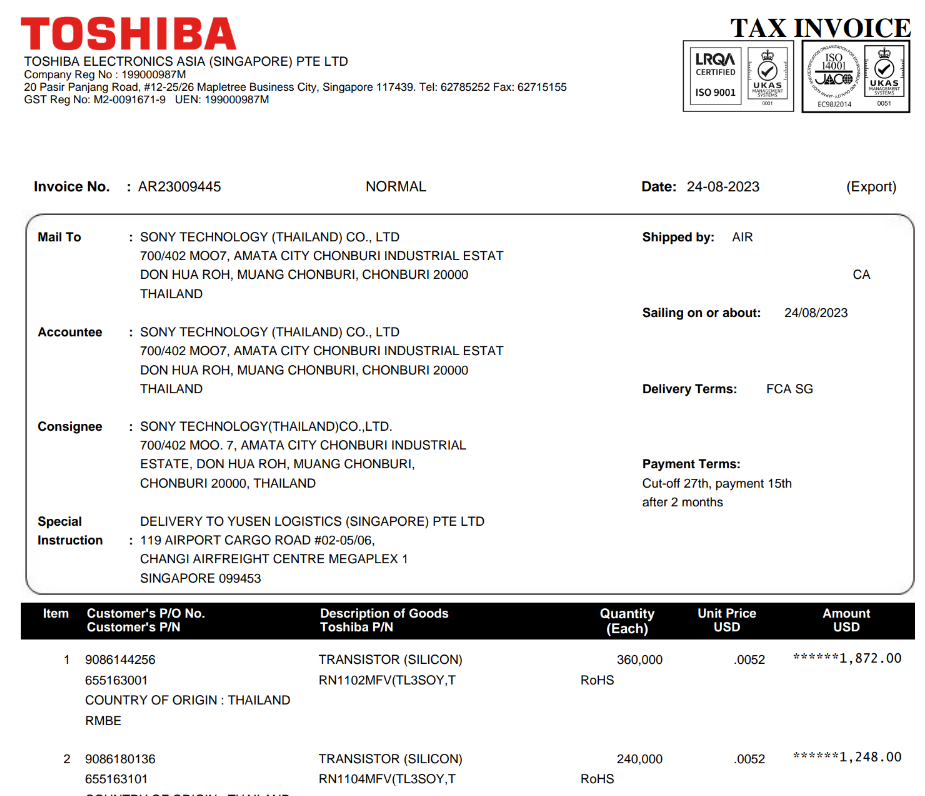 TOSHIBA
TAX INVOICE
TOSHIBA ELECTRONICS ASIA (SINGAPORE) PTE LTD
Company Reg No : 199000987M
20 Pasir Panjang Road, #12-25/26 Mapletree Business City, Singapore 117439. Tel: 62785252 Fax: 62715155
GST Reg No: M2-0091671-9 UEN: 199000987M
LRQA
CERTIFIED
ISO 9001
UKAS
MANAGEMENT
SYSTEMS
0001
ISO
14001
JACO
EC98J2014
UKAS
MANAGEMENT
SYSTEMS
0051
Invoice No. : AR23009445 NORMAL Date: 24-08-2023 (Export)
Mail To : SONY TECHNOLOGY (THAILAND) CO., LTD Shipped by: AIR
700/402 MOO7, AMATA CITY CHONBURI INDUSTRIAL ESTAT
DON HUA ROH, MUANG CHONBURI, CHONBURI 20000 CA
THAILAND
Sailing on or about: 24/08/2023
Accountee : SONY TECHNOLOGY (THAILAND) CO., LTD
700/402 MOO7, AMATA CITY CHONBURI INDUSTRIAL ESTAT
DON HUA ROH, MUANG CHONBURI, CHONBURI 20000
THAILAND Delivery Terms: FCA SG
Consignee : SONY TECHNOLOGY(THAILAND)CO.,LTD.
700/402 MOO. 7, AMATA CITY CHONBURI INDUSTRIAL
ESTATE, DON HUA ROH, MUANG CHONBURI, Payment Terms:
CHONBURI 20000, THAILAND Cut-off 27th, payment 15th
after 2 months
Special DELIVERY TO YUSEN LOGISTICS (SINGAPORE) PTE LTD
Instruction : 119 AIRPORT CARGO ROAD #02-05/06,
CHANGI AIRFREIGHT CENTRE MEGAPLEX 1
SINGAPORE 099453
Item Customer's P/O No. Description of Goods Quantity Unit Price Amount
Customer's P/N Toshiba P/N (Each) USD USD
1 9086144256 TRANSISTOR (SILICON) 360,000 .0052 ******1,872.00
655163001 RN1102MFV(TL3SOY,T RoHS
COUNTRY OF ORIGIN : THAILAND
RMBE
2 9086180136 TRANSISTOR (SILICON) 240,000 .0052 ******1,248.00
655163101 RN1104MFV(TL3SOY,T RoHS